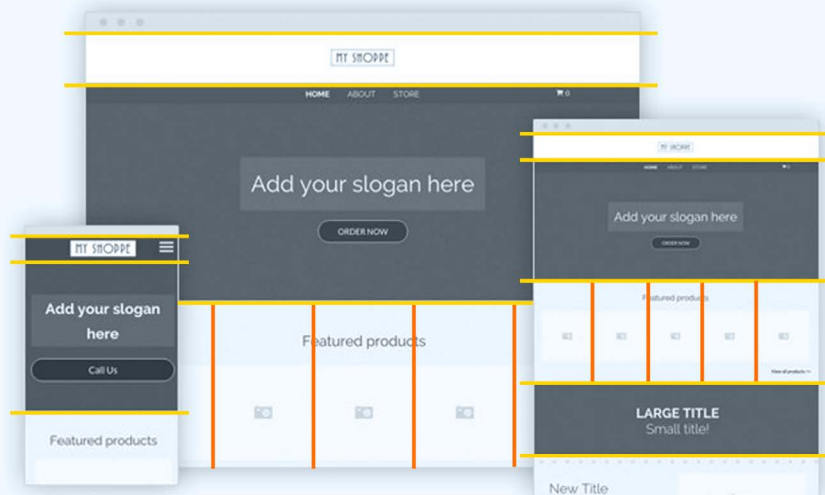 MY SHOPPE
HOME ABOUT STORE 0
Add your slogan here
ORDER NOW
Featured products
MY SHOPPE
Add your slogan
here
Call Us
Featured products
MY SHOPPE
HOME ABOUT STORE 0
Add your slogan here
ORDER NOW
Featured products
View all products >>
LARGE TITLE
Small title!
New Title